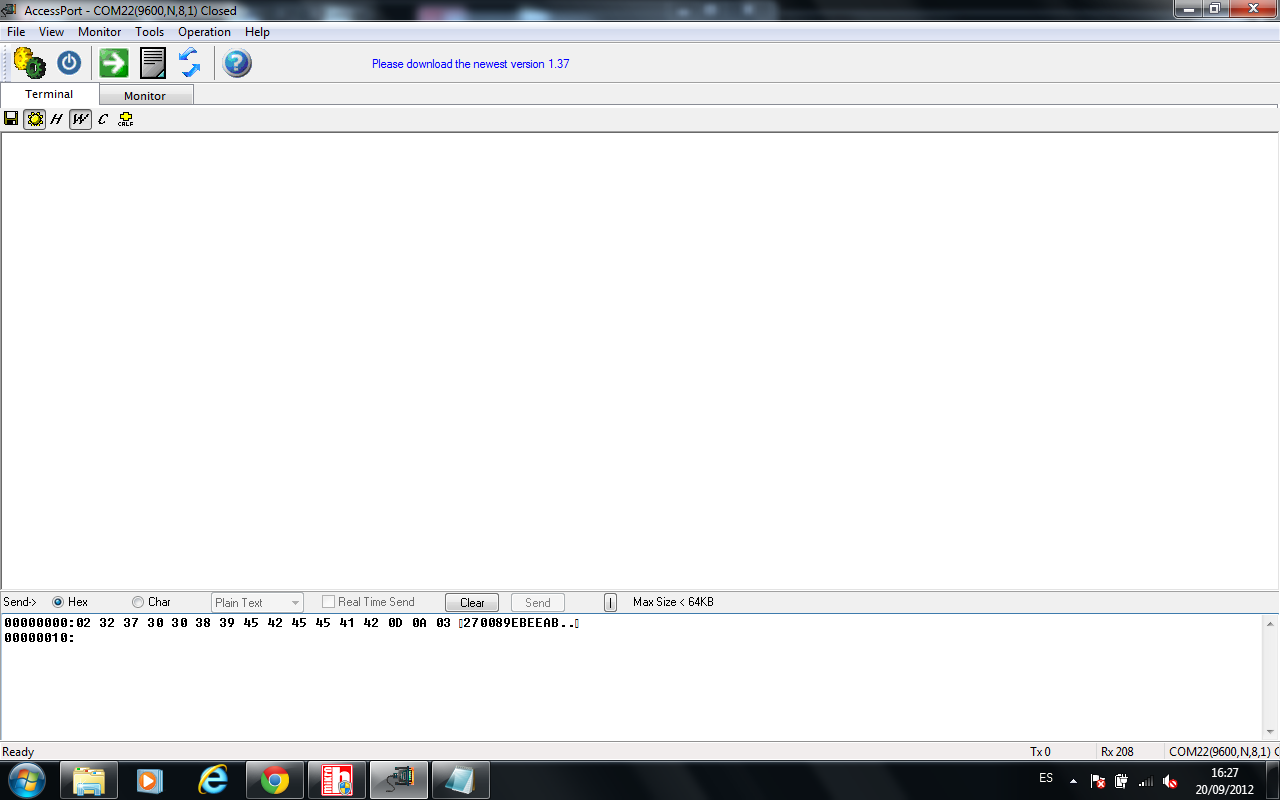 AccessPort - COM22(9600,N,8,1) Closed
File View Monitor Tools Operation Help
Please download the newest version 1.37
Terminal Monitor
H W C CRLF
Send-> Hex Char Plain Text Real Time Send Clear Send | Max Size < 64KB
00000000:02 32 37 30 30 38 39 45 42 45 45 41 42 0D 0A 03 ▯270089EBEEAB..▯
00000010:
Ready Tx 0 Rx 208 COM22(9600,N,8,1) C
ES 16:27
20/09/2012